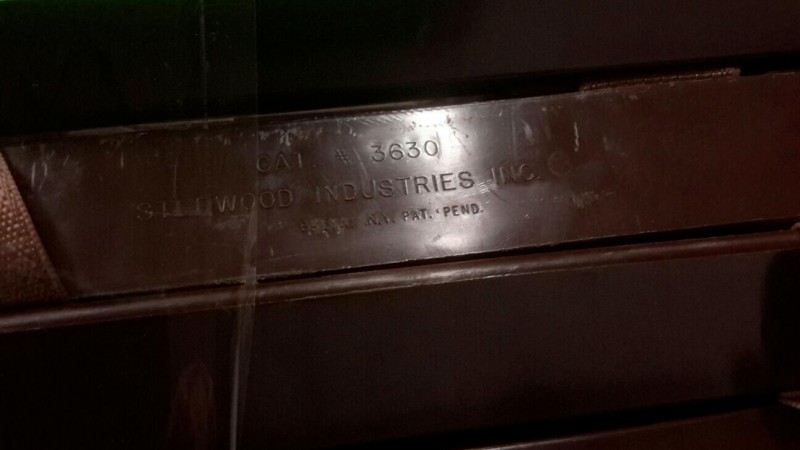 CAT. # 3630
INDUSTRIES INC.
N.Y. PAT. PEND.